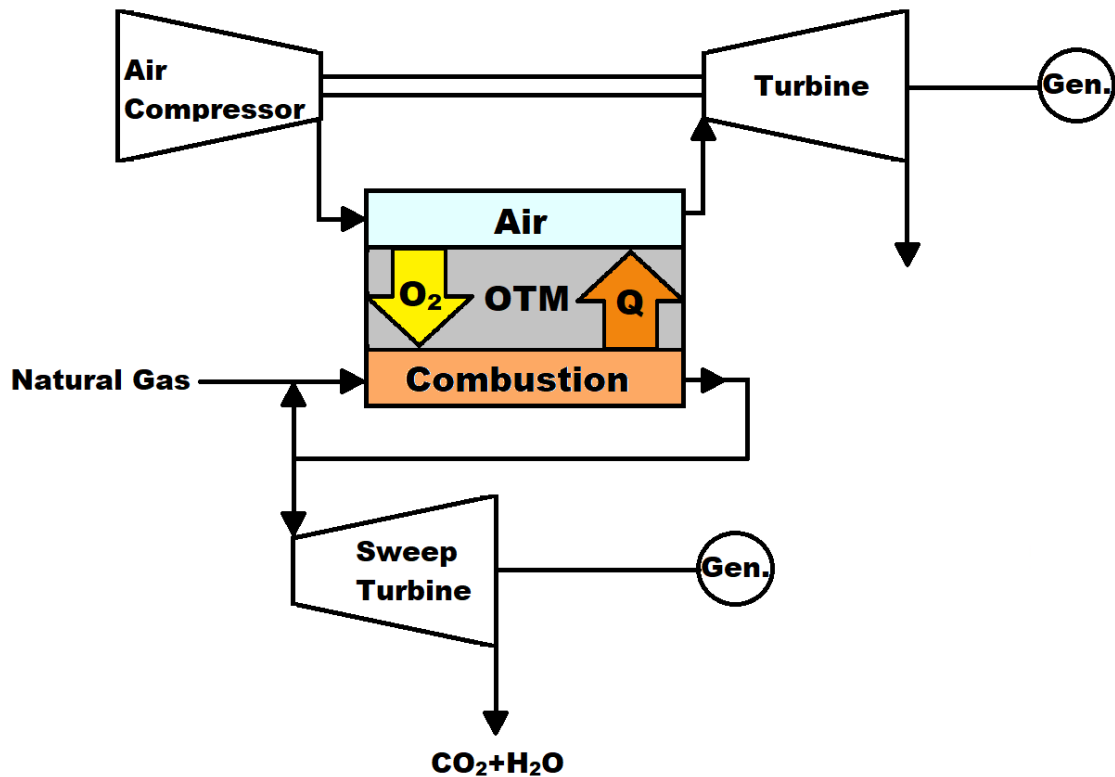 Air
Compressor
Turbine
Gen.
Air
O₂
OTM
Q
Natural Gas
Combustion
Sweep
Turbine
Gen.
CO₂+H₂O